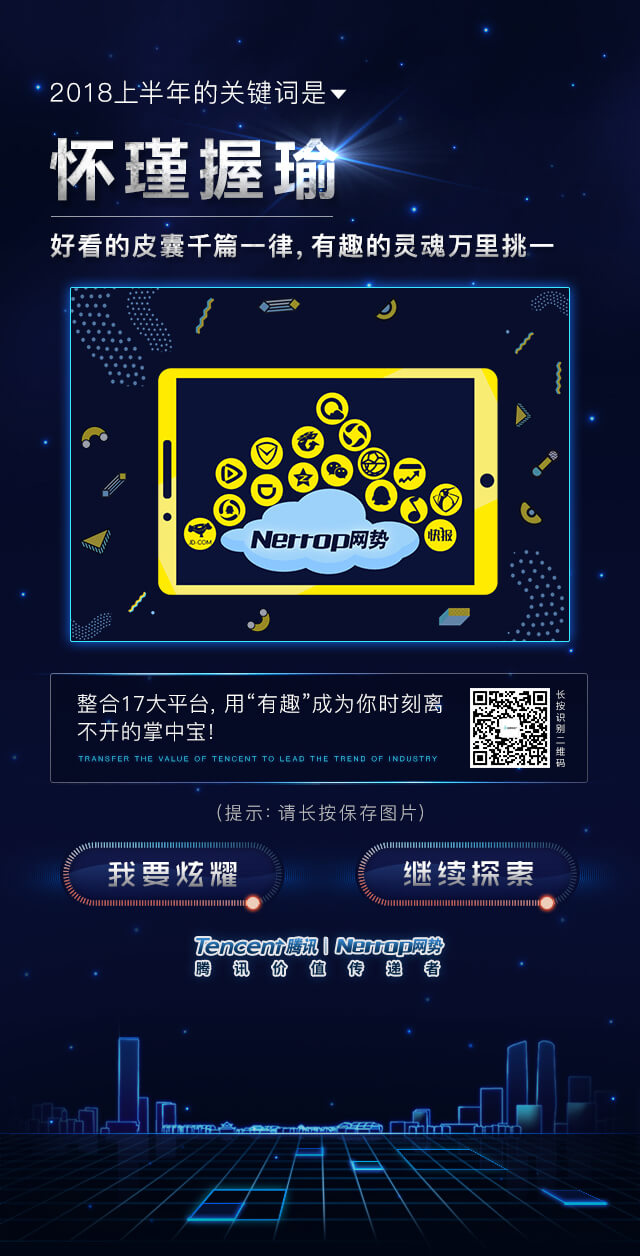 2018上半年的关键词是
怀瑾握瑜
好看的皮囊千篇一律，有趣的灵魂万里挑一
JD.COM
Nertop网势
快报
整合17大平台，用“有趣”成为你时刻离
不开的掌中宝！
TRANSFER THE VALUE OF TENCENT TO LEAD THE TREND OF INDUSTRY
长按识别二维码
（提示：请长按保存图片）
我要炫耀
继续探索
Tencent腾讯 | Nertop网势
腾讯价值传递者